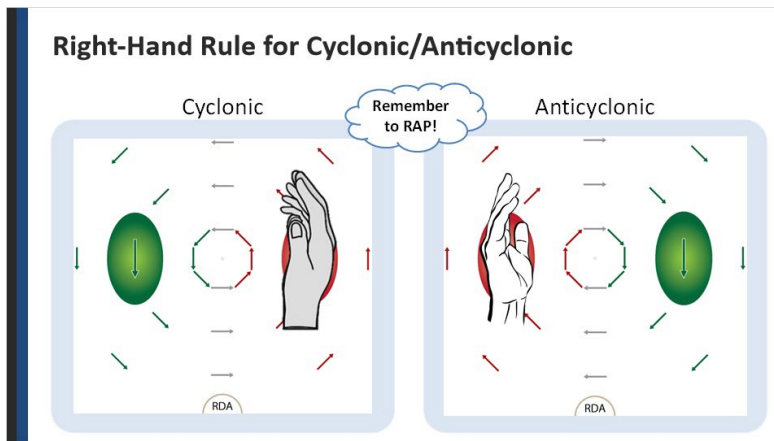 Right-Hand Rule for Cyclonic/Anticyclonic
Cyclonic
Remember
to RAP!
Anticyclonic
RDA
RDA